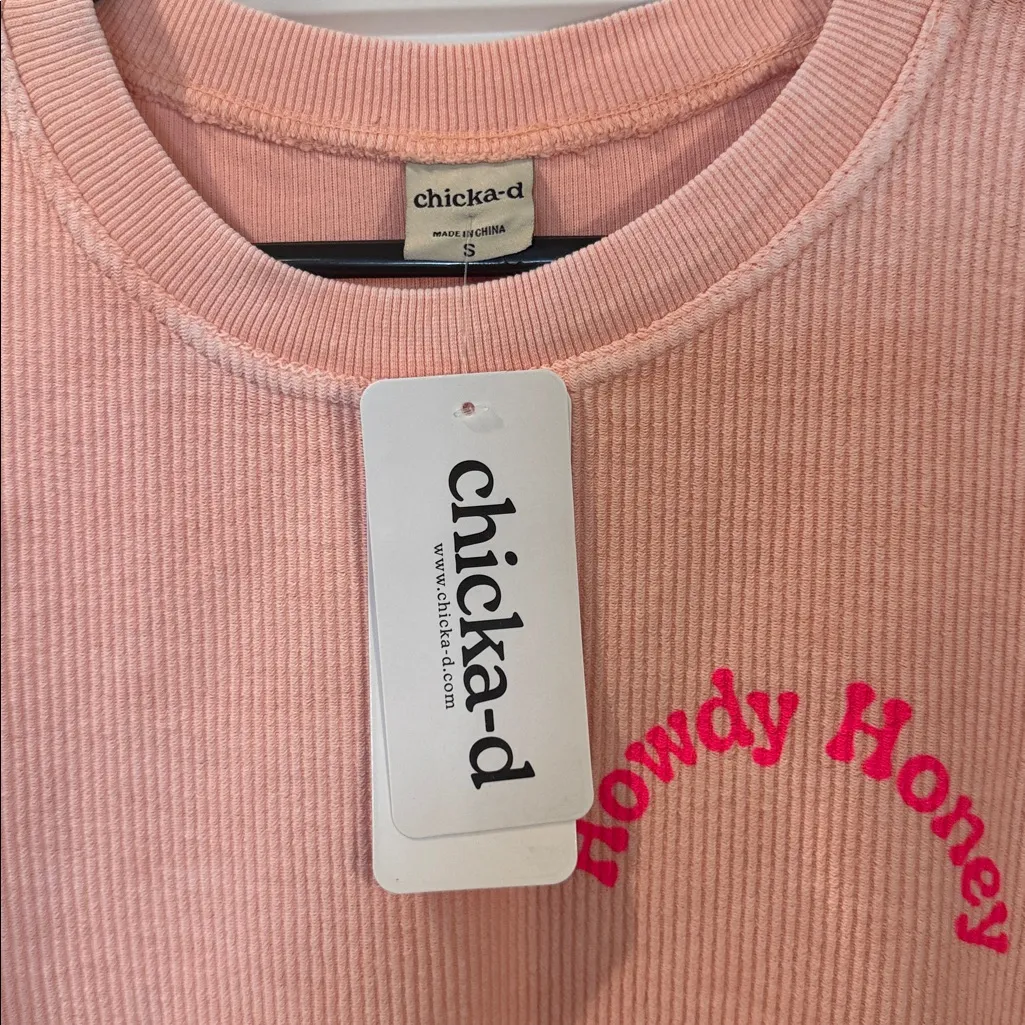 chicka-d
MADE IN CHINA
S
chicka-d
www.chicka-d.com
Howdy Honey